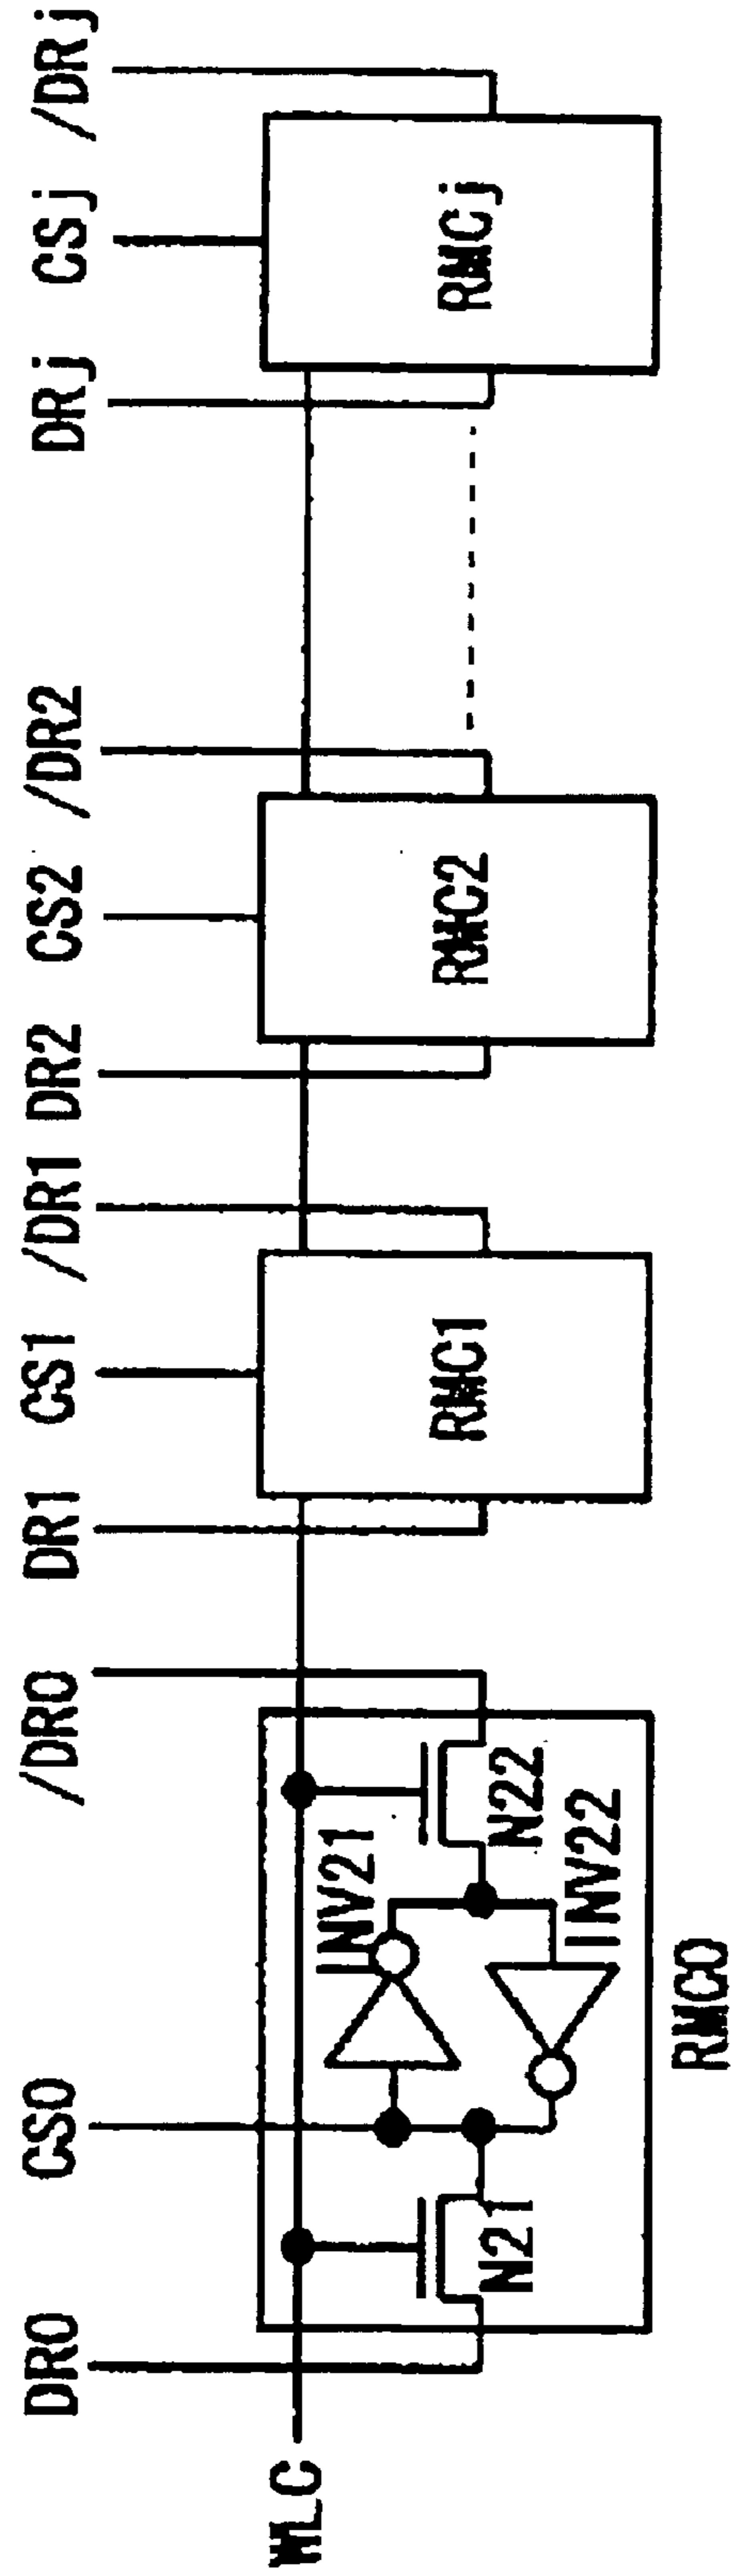 DR0 CS0 /DR0 DR1 CS1 /DR1 DR2 CS2 /DR2 DRj CSj /DRj
WLC
INV21
N21
N22
INV22
RMC1
RMC2
RMCj
RMC0